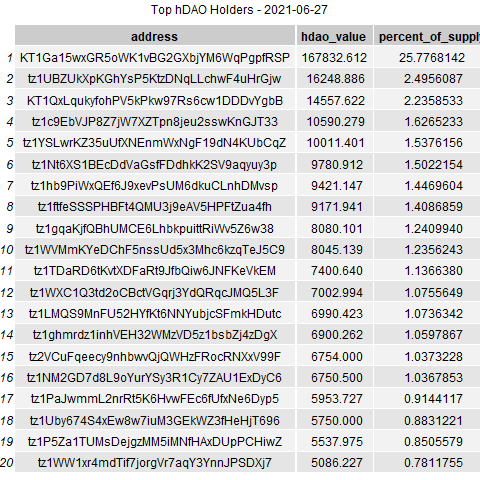 Top hDAO Holders - 2021-06-27
address hdao_value percent_of_supply
1 KT1Ga15wxGR5oWK1vBG2GXbjYM6WqPgpfRSP 167832.612 25.7768142
2 tz1UBZUkXpKGhYsP5KtzDNqLLchwF4uHrGjw 16248.886 2.4956087
3 KT1QxLqukyfohPV5kPkw97Rs6cw1DDDvYgbB 14557.622 2.2358533
4 tz1c9EbVJP8Z7jW7XZTpn8jeu2sswKnGJT33 10590.279 1.6265233
5 tz1YSLwrKZ35uUfXNEnmWxNgF19dN4KUbCqZ 10011.401 1.5376156
6 tz1Nt6XS1BEcDdVaGsfFDdhkK2SV9aqyuy3p 9780.912 1.5022154
7 tz1hb9PiWxQEf6J9xevPsUM6dkuCLnhDMvsp 9421.147 1.4469604
8 tz1ftfeSSSPHBFt4QMU3j9eAV5HPFtZua4fh 9171.941 1.4086859
9 tz1gqaKjfQBhUMCE6LhbkpuittRiWv5Z6w38 8080.101 1.2409940
10 tz1WVMmKYeDChF5nssUd5x3Mhc6kzqTeJ5C9 8045.139 1.2356243
11 tz1TDaRD6tKvtXDFaRt9JfbQiw6JNFKeVkEM 7400.640 1.1366380
12 tz1WXC1Q3td2oCBctVGqrj3YdQRqcJMQ5L3F 7002.994 1.0755649
13 tz1LMQS9MnFU52HYfKt6NNYubjcSFmkHDutc 6990.423 1.0736342
14 tz1ghmrdz1inhVEH32WMzVD5z1bsbZj4zDgX 6900.262 1.0597867
15 tz2VCuFqeecy9nhbwvQjQWHzFRocRNXxV99F 6754.000 1.0373228
16 tz1NM2GD7d8L9oYurYSy3R1Cy7ZAU1ExDyC6 6750.500 1.0367853
17 tz1PaJwmmL2nrRt5K6HvwFEc6fUfxNe6Dyp5 5953.727 0.9144117
18 tz1Uby674S4xEw8w7iuM3GEkWZ3fHeHjT696 5750.000 0.8831221
19 tz1P5Za1TUMsDejgzMM5iMNfHAxDUpPCHiwZ 5537.975 0.8505579
20 tz1WW1xr4mdTif7jorgVr7aqY3YnnJPSDXj7 5086.227 0.7811755